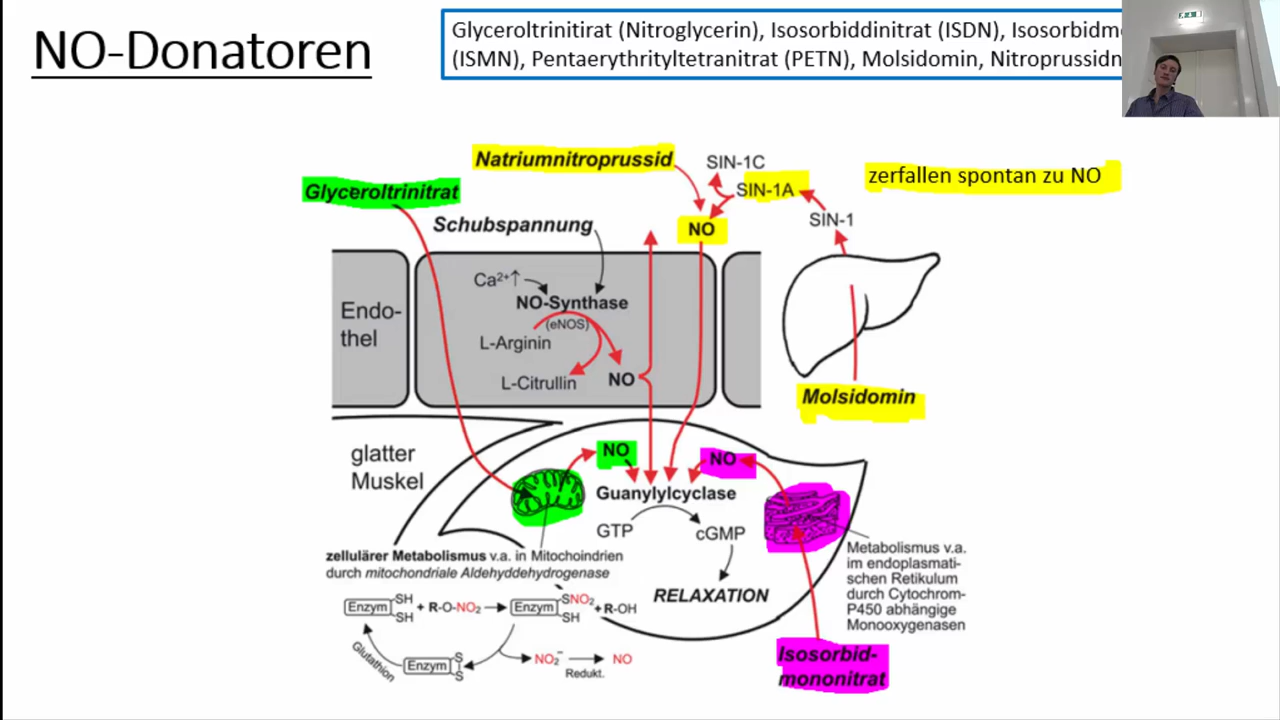 NO-Donatoren
Glyceroltrinitirat (Nitroglycerin), Isosorbiddinitrat (ISDN),
(ISMN), Pentaerythrityltetranitrat (PETN), Molsidomin,
Natriumnitroprussid
SIN-1C
zerfallen spontan zu NO
Glyceroltrinitrat
SIN-1A
SIN-1
Schubspannung
NO
Ca²⁺↑
NO-Synthase
(eNOS)
Endo-
thel
L-Arginin
L-Citrullin
NO
Molsidomin
glatter
Muskel
NO
NO
Guanylylcyclase
GTP
cGMP
RELAXATION
zellulärer Metabolismus v.a. in Mitochoindrien
durch mitochondriale Aldehyddehydrogenase
Metabolismus v.a.
im endoplasmati-
schen Retikulum
durch Cytochrom-
P450 abhängige
Monooxygenasen
Enzym SH SH + R-O-NO₂ Enzym SNO₂ SH + R-OH
Glutathion
Enzym S S
NO₂⁻ NO
Redukt.
Isosorbid-
mononitrat